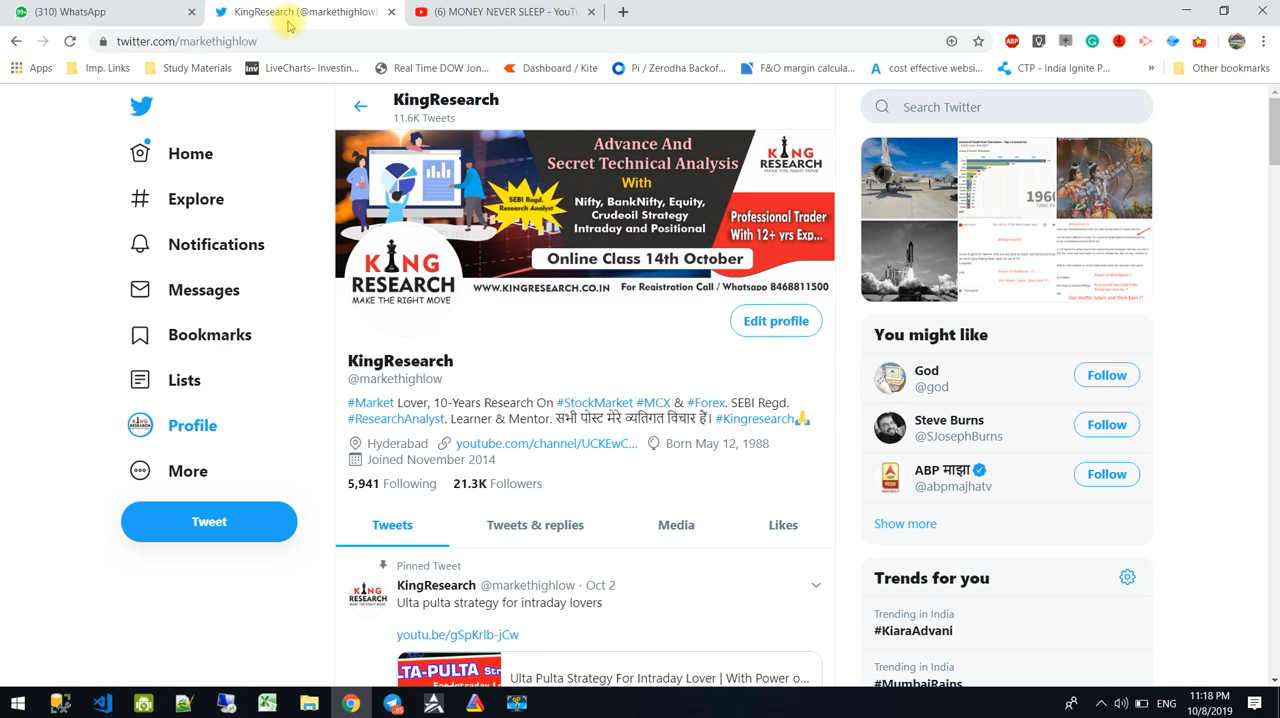 (310) WhatsApp
KingResearch (@markethighlow)
(6) MONEY NEVER SLEEP - YouTu
twitter.com/markethighlow
Apps
Imp. Links
Study Materials
LiveCharts- Investin...
Real Time DOW Jon...
Dashboard / Kite
Pi / Zerodha Backof...
F&O margin calcula...
cost effective websi...
CTP - India Ignite P...
»
Other bookmarks
KingResearch
11.6K Tweets
Search Twitter
Home
Explore
Notifications
Messages
Bookmarks
Lists
Profile
More
Tweet
Advance And
Secret Technical Analysis
With
SEBI Regd.
Research Analyst
Nifty, BankNifty, Equity,
Crudeoil Strategy
Intraday and Positional
Online Class 14th October
KING
RESEARCH
MAKE THE RIGHT MOVE
Professional Trader
With 12+ yrs Exp...
WWW.KINGRESEARCH.CO.IN
For Registration Call / Whatsapp 8468811500
KING
RESEARCH
MAKE THE RIGHT MOVE
Edit profile
KingResearch
@markethighlow
#Market Lover, 10-Years Research On #StockMarket #MCX & #Forex. SEBI Regd.
#ResearchAnalyst. Learner & Mentor. सभी पोस्ट मेरे व्यतिगत विचार हैं। #Kingresearch🙏
Hyderabad youtube.com/channel/UCKEwC... Born May 12, 1988
Joined November 2014
5,941 Following 21.3K Followers
Tweets
Tweets & replies
Media
Likes
Pinned Tweet
KingResearch @markethighlow · Oct 2
Ulta pulta strategy for intraday lovers
youtu.be/gSpKrlb-jCw
Ulta Pulta Strategy For Intraday Lover | With Power o...
196
You might like
God
@god
Follow
Steve Burns
@SJosephBurns
Follow
ABP माझा
@abpmajhatv
Follow
Show more
Trends for you
Trending in India
#KiaraAdvani
Trending in India
#MumbaiRains
ENG
11:18 PM
10/8/2019